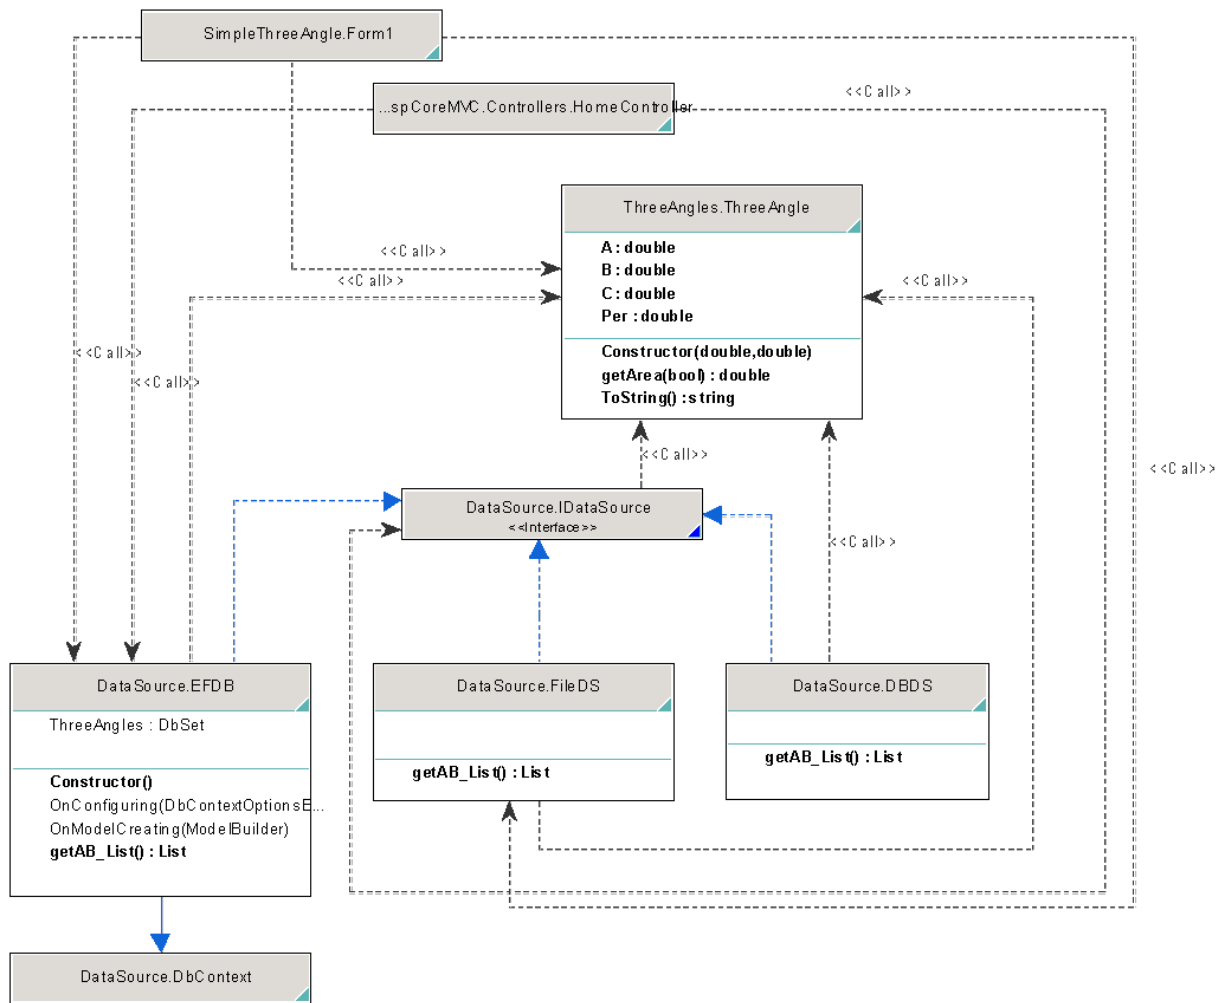 SimpleThreeAngle.Form1
<<Call>>
...spCoreMVC.Controllers.HomeController
ThreeAngles.ThreeAngle
A : double
B : double
C : double
Per : double
Constructor(double,double)
getArea(bool) : double
ToString() : string
<<Call>>
<<Call>>
<<Call>>
<<Call>>
<<Call>>
<<Call>>
<<Call>>
DataSource.IDataSource
<<Interface>>
<<Call>>
DataSource.EFDB
ThreeAngles : DbSet
Constructor()
OnConfiguring(DbContextOptionsE...
OnModelCreating(ModelBuilder)
getAB_List() : List
DataSource.FileDS
getAB_List() : List
DataSource.DBDS
getAB_List() : List
DataSource.DbContext